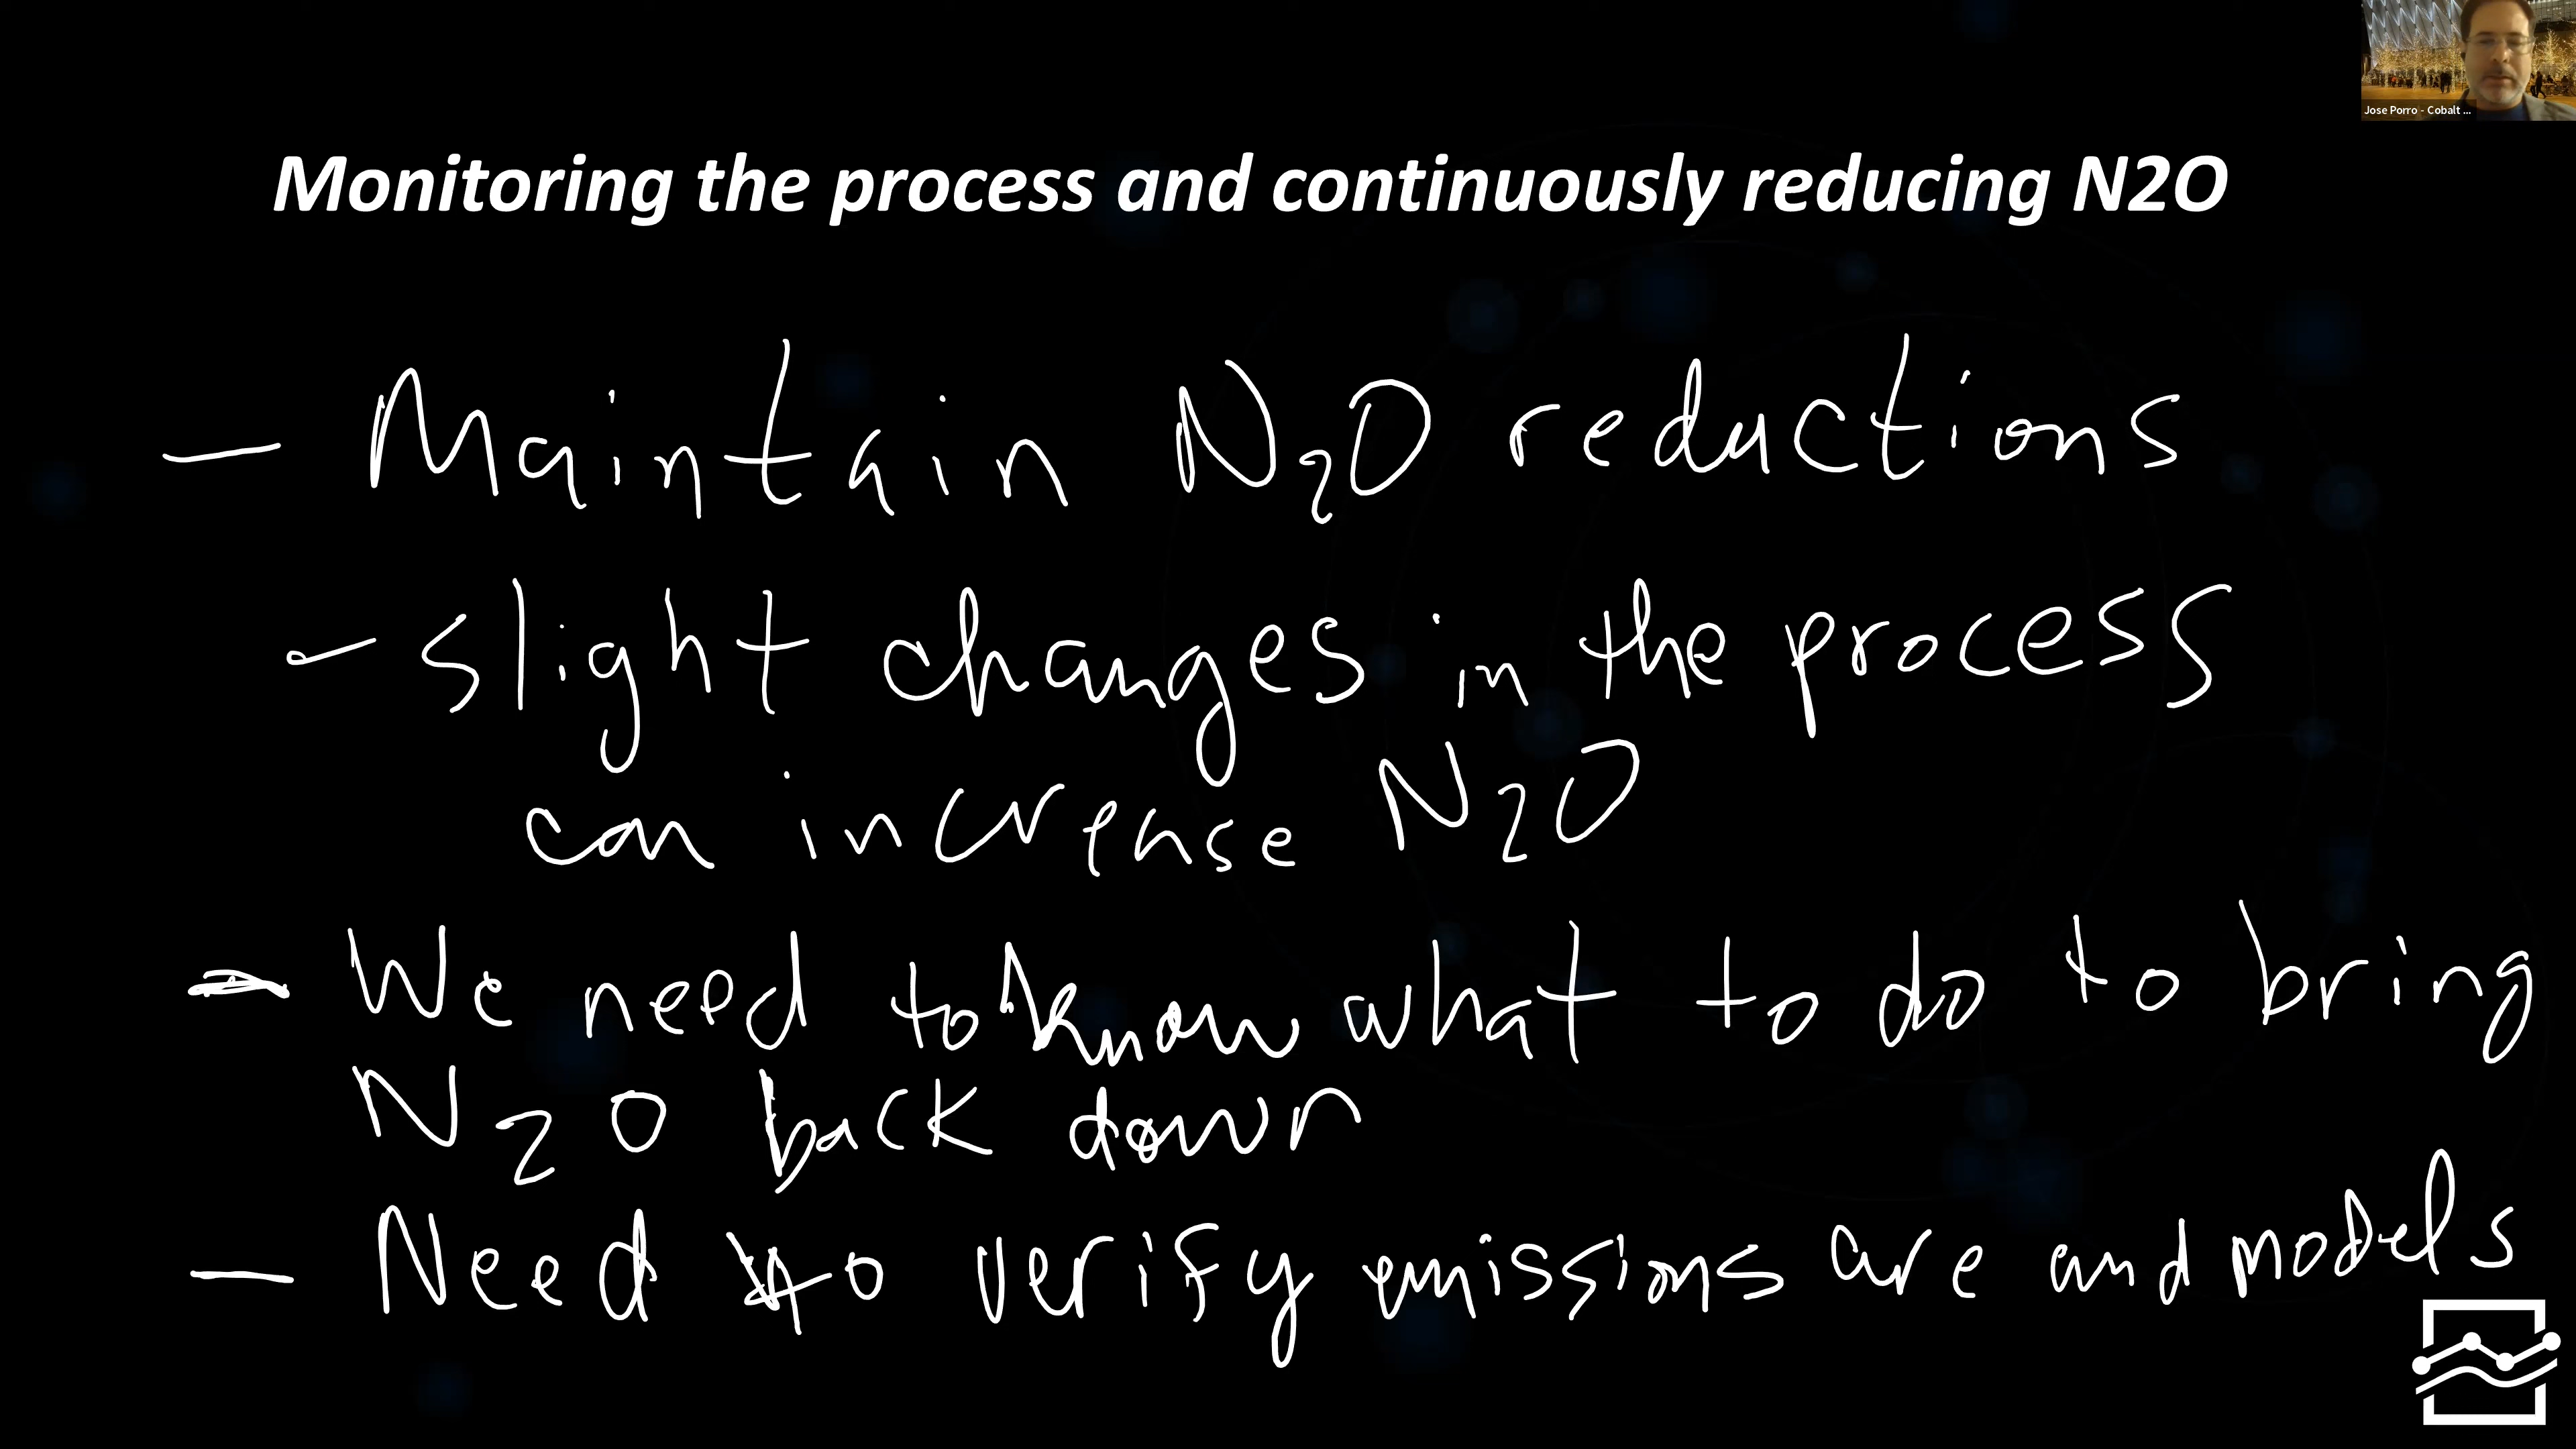 Jose Porro - Cobalt ...
Monitoring the process and continuously reducing N2O
— Maintain N₂O reductions
- slight changes in the process
can increase N₂O
- We need to know what to do to bring
N₂O back down
— Need to verify emissions are and models